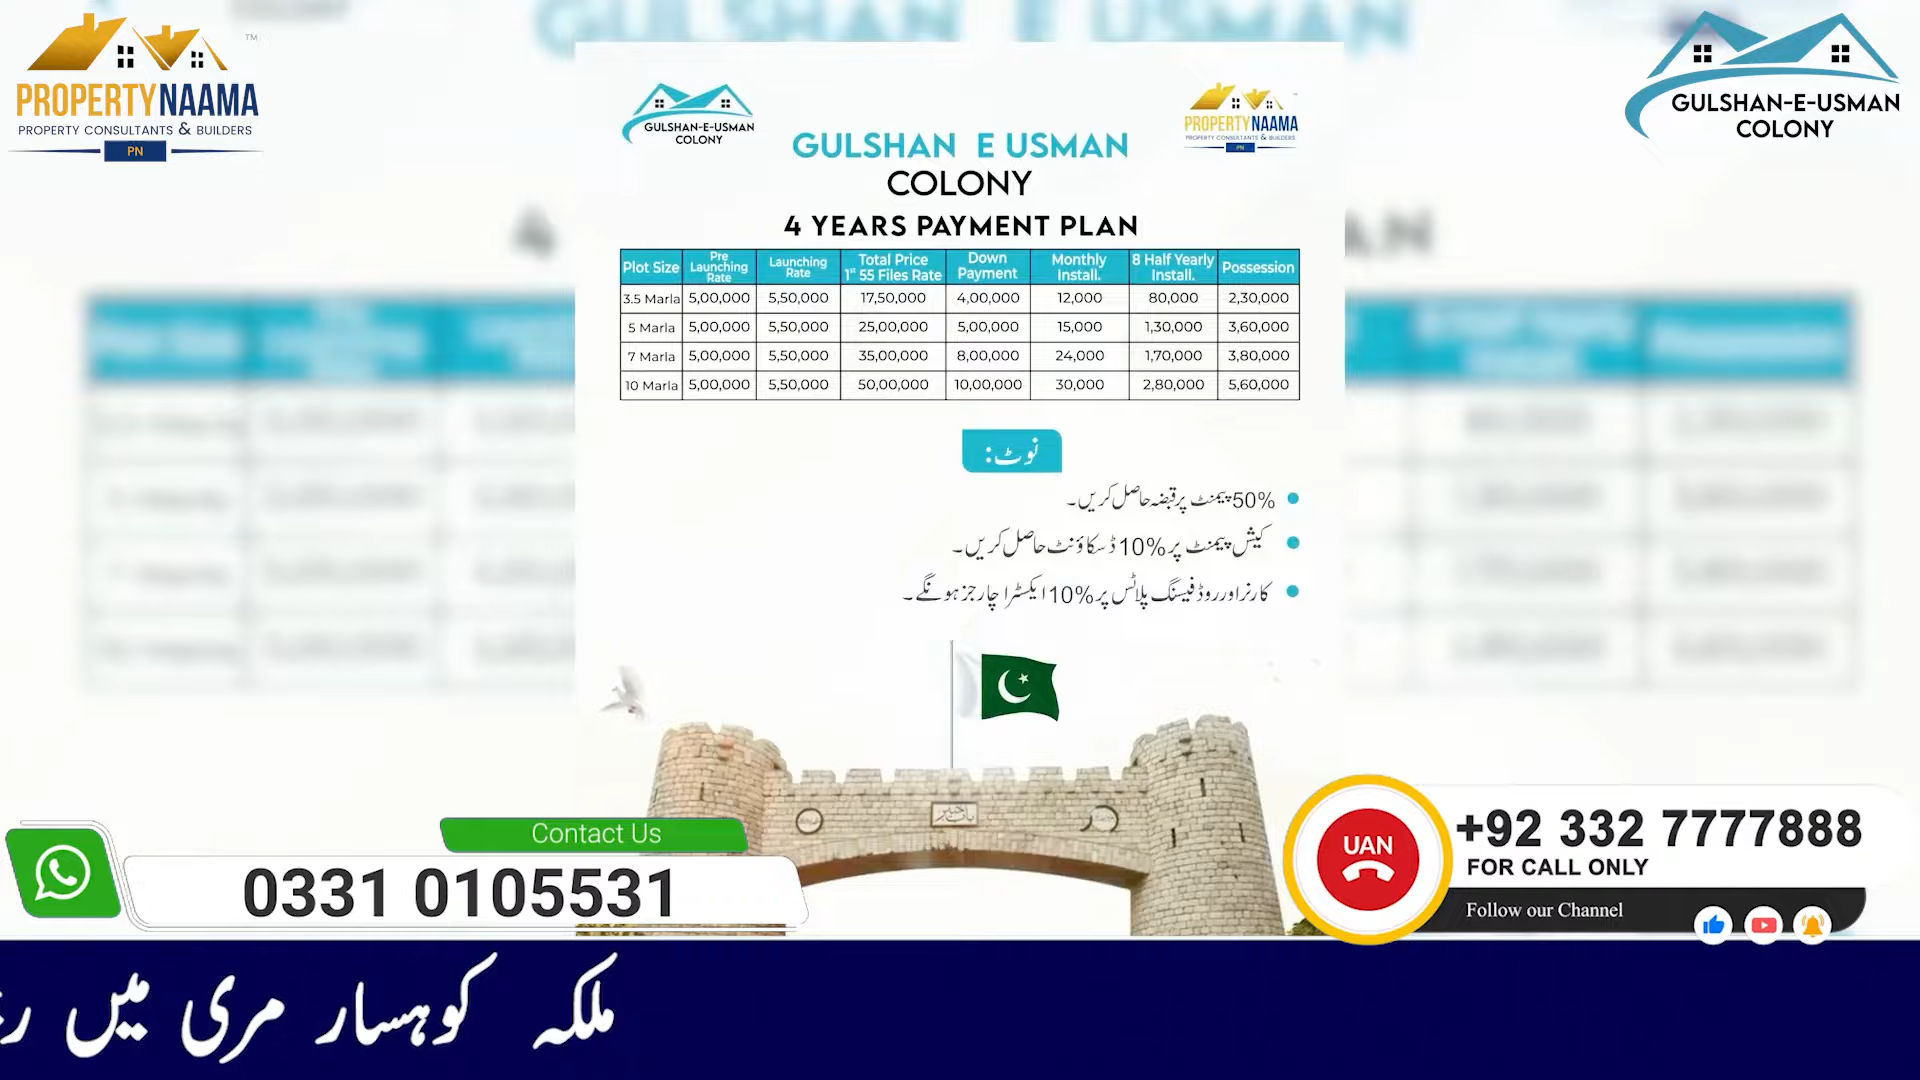 PROPERTYNAAMA
TM
PROPERTY CONSULTANTS & BUILDERS
PN
GULSHAN-E-USMAN
COLONY
GULSHAN E USMAN
GULSHAN-E-USMAN
COLONY
PROPERTYNAAMA
PROPERTY CONSULTANTS & BUILDERS
PN
GULSHAN E USMAN
COLONY
4 YEARS PAYMENT PLAN
Plot Size Pre Launching Rate Launching Rate Total Price 1st 55 Files Rate Down Payment Monthly Install. 8 Half Yearly Install. Possession
3.5 Marla 5,00,000 5,50,000 17,50,000 4,00,000 12,000 80,000 2,30,000
5 Marla 5,00,000 5,50,000 25,00,000 5,00,000 15,000 1,30,000 3,60,000
7 Marla 5,00,000 5,50,000 35,00,000 8,00,000 24,000 1,70,000 3,80,000
10 Marla 5,00,000 5,50,000 50,00,000 10,00,000 30,000 2,80,000 5,60,000
نوٹ:
50% پیمنٹ پر قبضہ حاصل کریں۔
کیش پیمنٹ پر 10% ڈسکاؤنٹ حاصل کریں۔
کارنر اور روڈ فیسنگ پلاٹس پر 10% ایکسٹرا چارجز ہونگے۔
باب خیبر
Contact Us
0331 0105531
UAN
+92 332 7777888
FOR CALL ONLY
Follow our Channel
ملکہ کوہسار مری میں